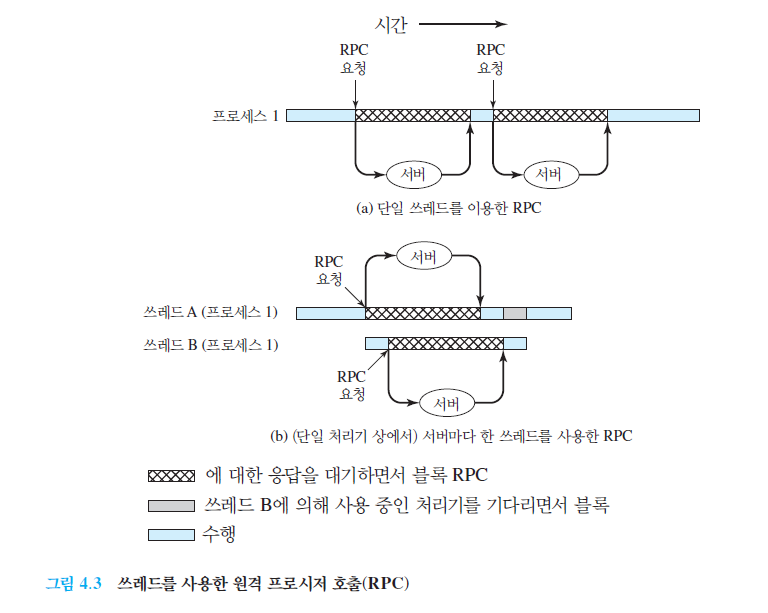 시간
RPC
요청
RPC
요청
프로세스 1
서버
서버
(a) 단일 쓰레드를 이용한 RPC
서버
RPC
요청
쓰레드 A (프로세스 1)
쓰레드 B (프로세스 1)
RPC
요청
서버
(b) (단일 처리기 상에서) 서버마다 한 쓰레드를 사용한 RPC
에 대한 응답을 대기하면서 블록 RPC
쓰레드 B에 의해 사용 중인 처리기를 기다리면서 블록
수행
그림 4.3 쓰레드를 사용한 원격 프로시저 호출(RPC)